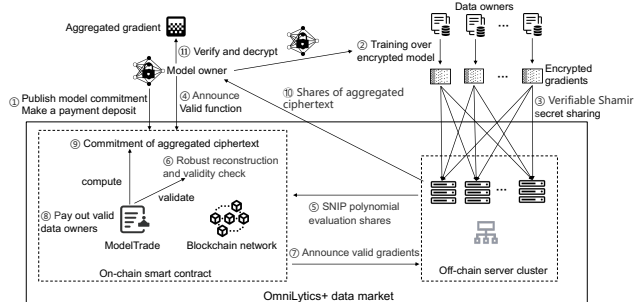 Data owners
Aggregated gradient
...
⑪ Verify and decrypt
② Training over
encrypted model
Model owner
...
Encrypted
gradients
① Publish model commitment
Make a payment deposit
④ Announce
Valid function
⑩ Shares of aggregated
ciphertext
③ Verifiable Shamir
secret sharing
⑨ Commitment of aggregated ciphertext
⑥ Robust reconstruction
and validity check
compute
validate
...
⑤ SNIP polynomial
evaluation shares
⑧ Pay out valid
data owners
ModelTrade
Blockchain network
⑦ Announce valid gradients
On-chain smart contract
Off-chain server cluster
OmniLytics+ data market